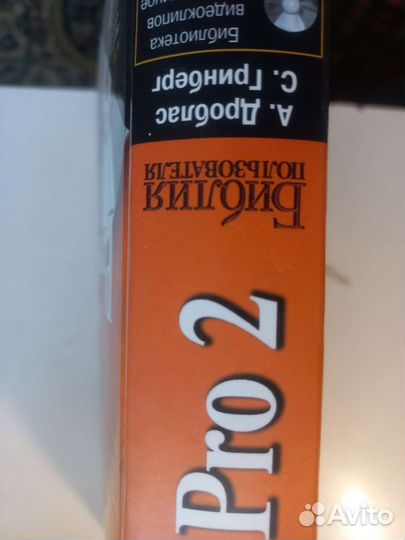 Pro 2
Библия
пользователя
А. Дроблас
С. Гринберг
Библиотека
видеоклипов
Avito